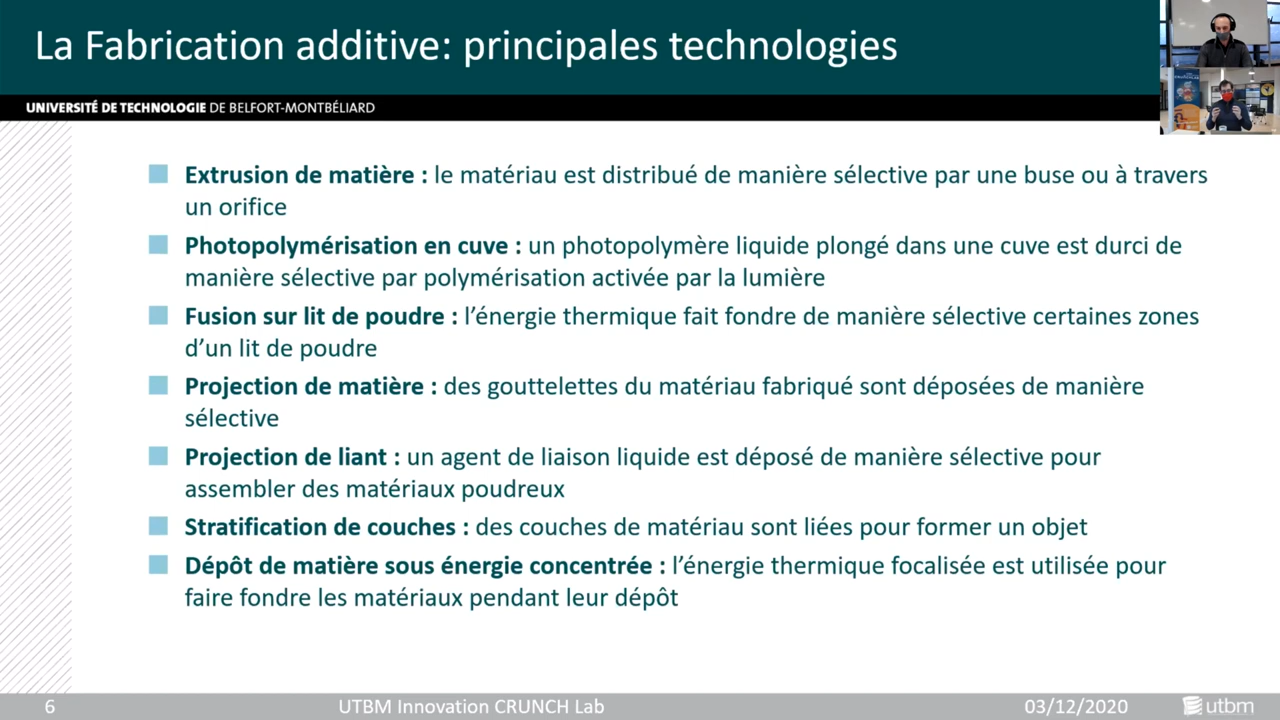 La Fabrication additive: principales technologies
UNIVERSITÉ DE TECHNOLOGIE DE BELFORT-MONTBÉLIARD
Extrusion de matière : le matériau est distribué de manière sélective par une buse ou à travers
un orifice
Photopolymérisation en cuve : un photopolymère liquide plongé dans une cuve est durci de
manière sélective par polymérisation activée par la lumière
Fusion sur lit de poudre : l’énergie thermique fait fondre de manière sélective certaines zones
d’un lit de poudre
Projection de matière : des gouttelettes du matériau fabriqué sont déposées de manière
sélective
Projection de liant : un agent de liaison liquide est déposé de manière sélective pour
assembler des matériaux poudreux
Stratification de couches : des couches de matériau sont liées pour former un objet
Dépôt de matière sous énergie concentrée : l’énergie thermique focalisée est utilisée pour
faire fondre les matériaux pendant leur dépôt
6 UTBM Innovation CRUNCH Lab 03/12/2020 utbm